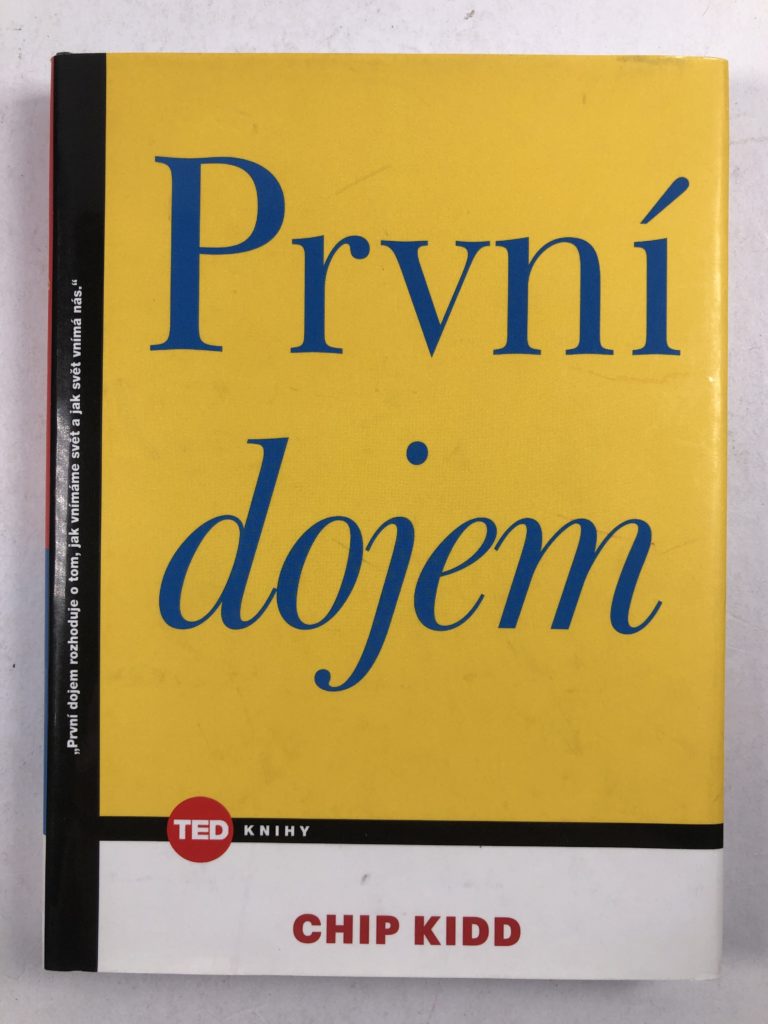 „První dojem rozhoduje o tom, jak vnímáme svět a jak svět vnímá nás.“
První
dojem
TED KNIHY
CHIP KIDD